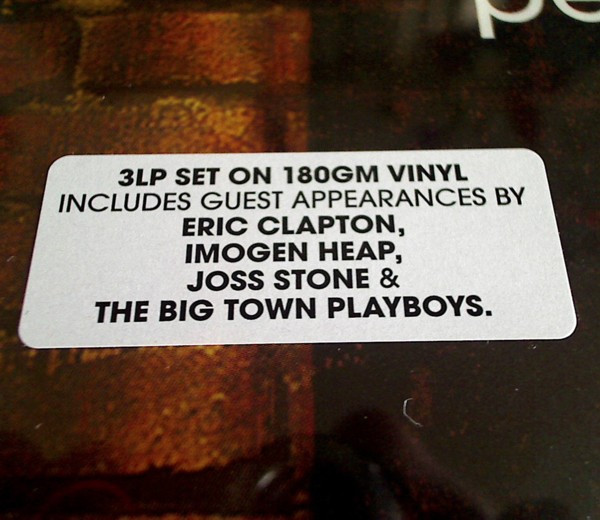 pe
3LP SET ON 180GM VINYL
INCLUDES GUEST APPEARANCES BY
ERIC CLAPTON,
IMOGEN HEAP,
JOSS STONE &
THE BIG TOWN PLAYBOYS.